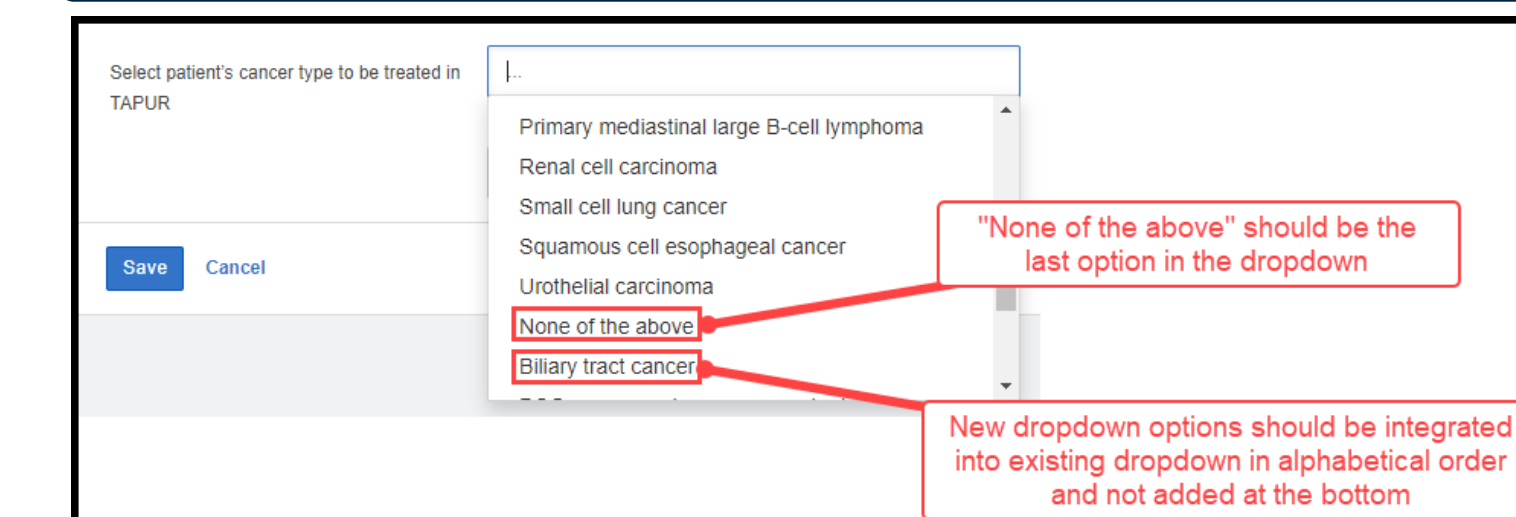 Select patient's cancer type to be treated in
TAPUR
...
Primary mediastinal large B-cell lymphoma
Renal cell carcinoma
Small cell lung cancer
Squamous cell esophageal cancer
Urothelial carcinoma
None of the above
Biliary tract cancer
Save Cancel
"None of the above" should be the
last option in the dropdown
New dropdown options should be integrated
into existing dropdown in alphabetical order
and not added at the bottom